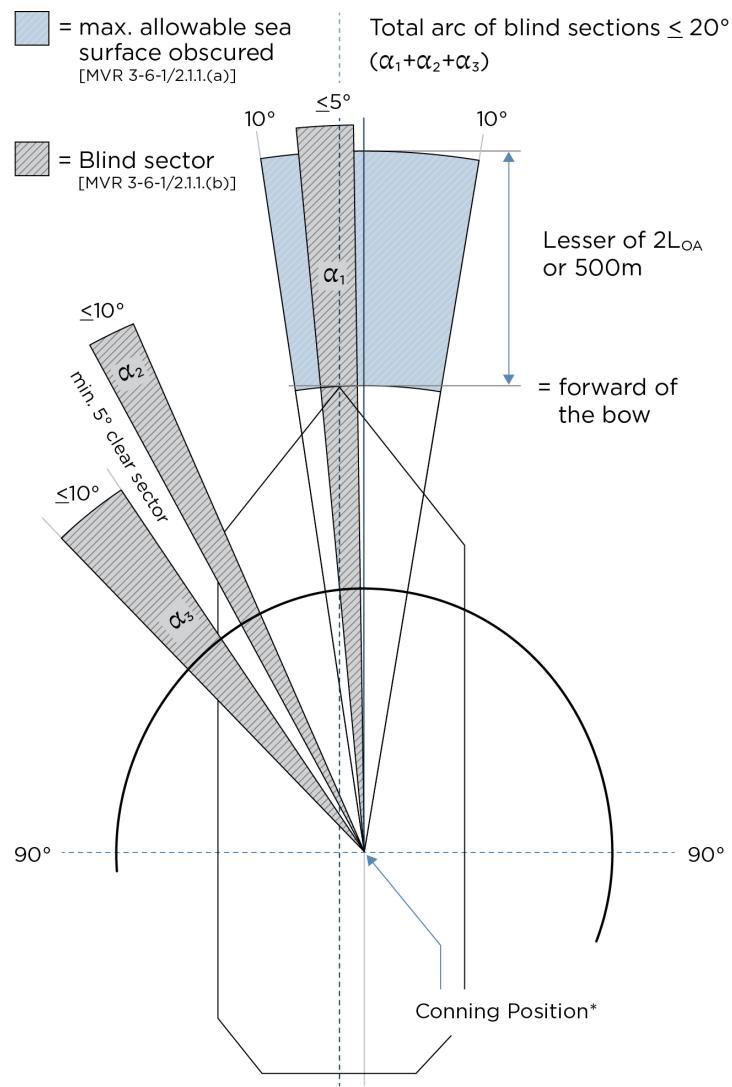 = max. allowable sea
surface obscured
[MVR 3-6-1/2.1.1.(a)]
Total arc of blind sections ≤ 20°
(α₁+α₂+α₃)
= Blind sector
[MVR 3-6-1/2.1.1.(b)]
10°
≤5°
10°
Lesser of 2L_OA
or 500m
α₁
≤10°
α₂
min. 5° clear sector
= forward of
the bow
≤10°
α₃
90°
90°
Conning Position*